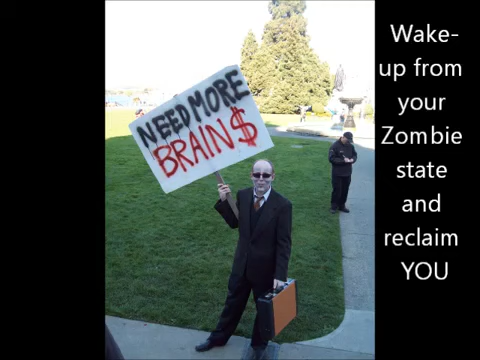 NEED MORE
BRAIN$
Wake-
up from
your
Zombie
state
and
reclaim
YOU